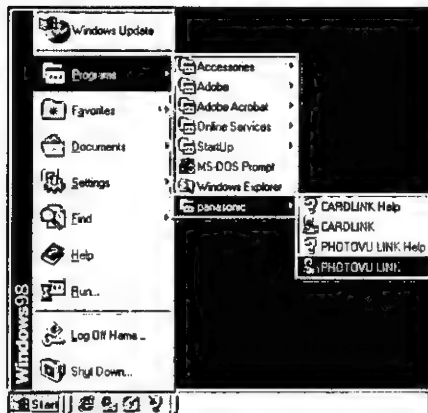 Windows Update
Programs
Favorites
Documents
Settings
Find
Help
Run...
Log Off Home...
Shut Down...
Windows98
Start
Accessories
Adobe
Adobe Acrobat
Online Services
StartUp
MS-DOS Prompt
Windows Explorer
panasonic
CARDLINK Help
CARDLINK
PHOTOVU LINK Help
PHOTOVU LINK